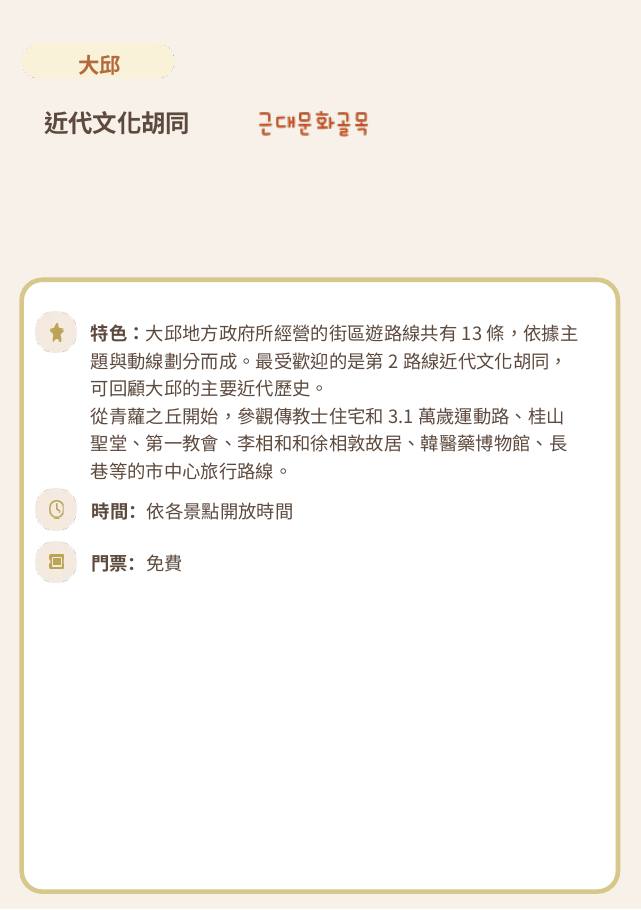 大邱
近代文化胡同 근대문화골목
特色：大邱地方政府所經營的街區遊路線共有 13 條，依據主
題與動線劃分而成。最受歡迎的是第 2 路線近代文化胡同，
可回顧大邱的主要近代歷史。
從青蘿之丘開始，參觀傳教士住宅和 3.1 萬歲運動路、桂山
聖堂、第一教會、李相和和徐相敦故居、韓醫藥博物館、長
巷等的市中心旅行路線。
時間：依各景點開放時間
門票：免費